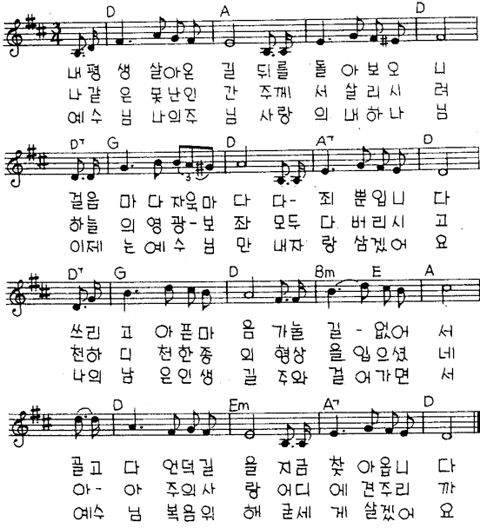 D A D
3/4
내평 생 살아온 길 뒤를 돌 아보오 니
나같 은 못난인 간 주께 서 살리시 려
예수 님 나의주 님 사랑 의 내하나 님
D7 G D A7 D
3
걸음 마 다자욱마 다 다- 죄 뿐입니 다
하늘 의 영광-보 좌 모두 다 버리시 고
이제 는예수님 만 내자 랑 삼겠어 요
D7 G D Bm E A
쓰리 고 아픈마 음 가눌 길 -없어 서
천하 디 천한종 의 형상 을입으셨 네
나의 남 은인생 길 주와 걸 어가면 서
D Em A7 D
골고 다 언덕길 을 지금 찾 아옵니 다
아- 아 주의사 랑 어디 에 견주리 까
예수 님 복음위 해 굳세 게 살겠어 요